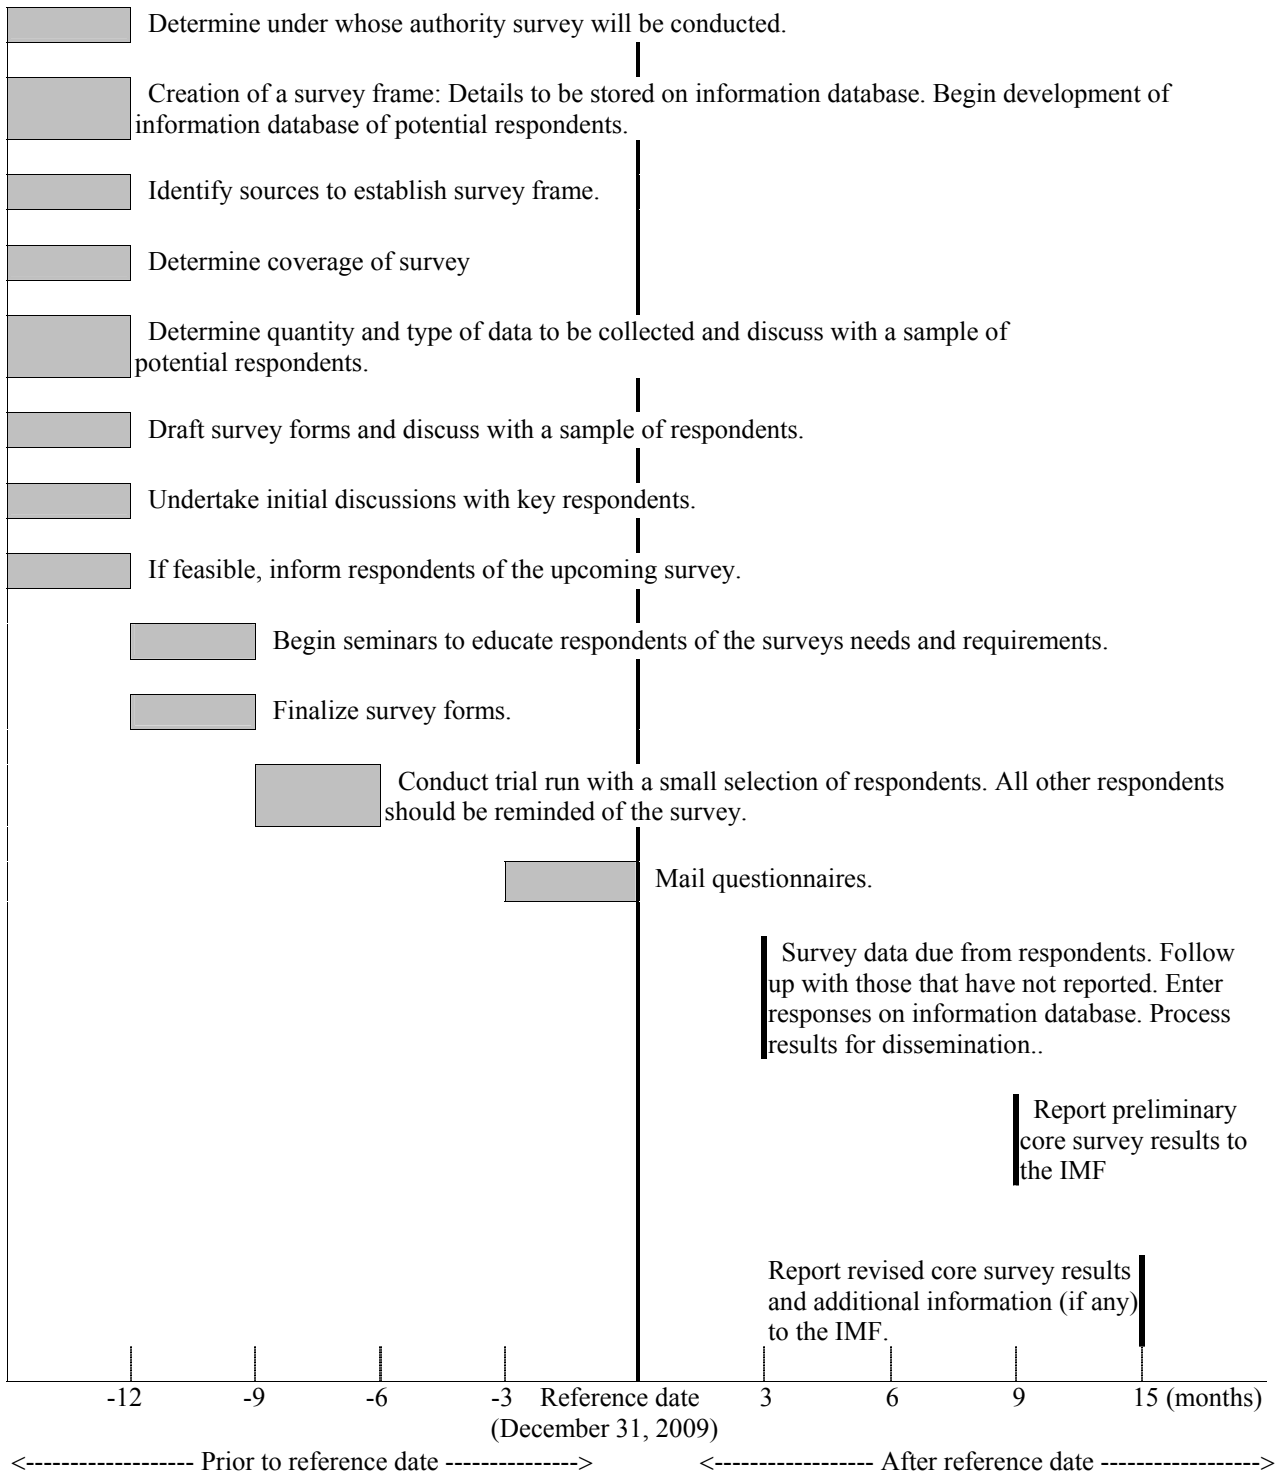 Determine under whose authority survey will be conducted.
Creation of a survey frame: Details to be stored on information database. Begin development of
information database of potential respondents.
Identify sources to establish survey frame.
Determine coverage of survey
Determine quantity and type of data to be collected and discuss with a sample of
potential respondents.
Draft survey forms and discuss with a sample of respondents.
Undertake initial discussions with key respondents.
If feasible, inform respondents of the upcoming survey.
Begin seminars to educate respondents of the surveys needs and requirements.
Finalize survey forms.
Conduct trial run with a small selection of respondents. All other respondents
should be reminded of the survey.
Mail questionnaires.
Survey data due from respondents. Follow
up with those that have not reported. Enter
responses on information database. Process
results for dissemination..
Report preliminary
core survey results to
the IMF
Report revised core survey results
and additional information (if any)
to the IMF.
-12 -9 -6 -3 Reference date 3 6 9 15 (months)
(December 31, 2009)
<------------------- Prior to reference date ---------------> <------------------ After reference date ------------------>